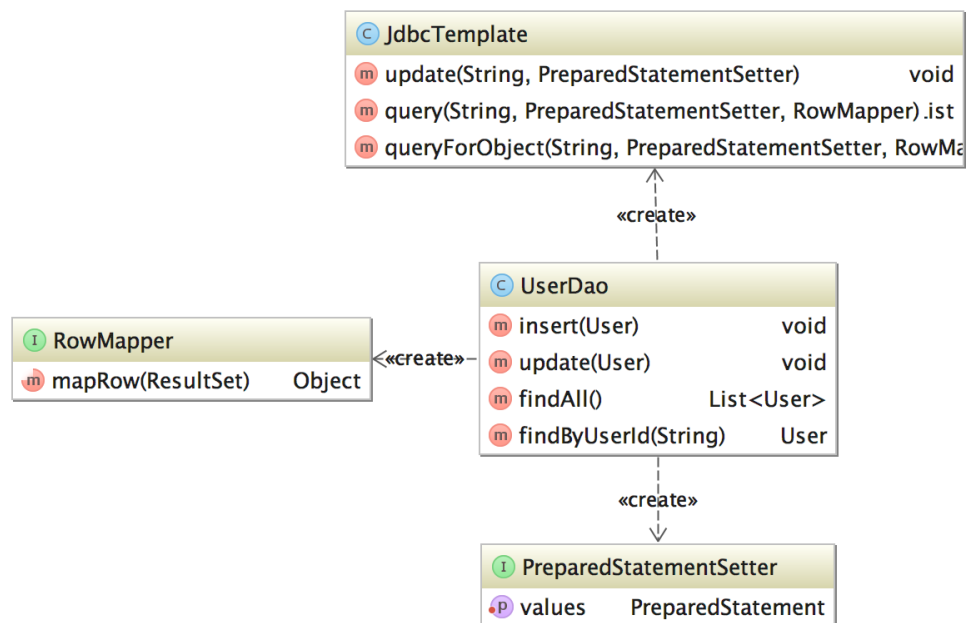 C JdbcTemplate
m update(String, PreparedStatementSetter) void
m query(String, PreparedStatementSetter, RowMapper) .ist
m queryForObject(String, PreparedStatementSetter, RowMa
«create»
C UserDao
m insert(User) void
m update(User) void
m findAll() List<User>
m findByUserId(String) User
I RowMapper
m mapRow(ResultSet) Object
«create»
«create»
I PreparedStatementSetter
p values PreparedStatement